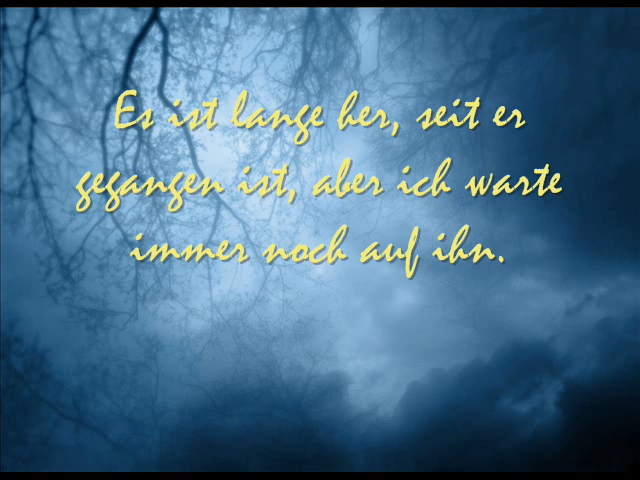 Es ist lange her, seit er
gegangen ist, aber ich warte
immer noch auf ihn.